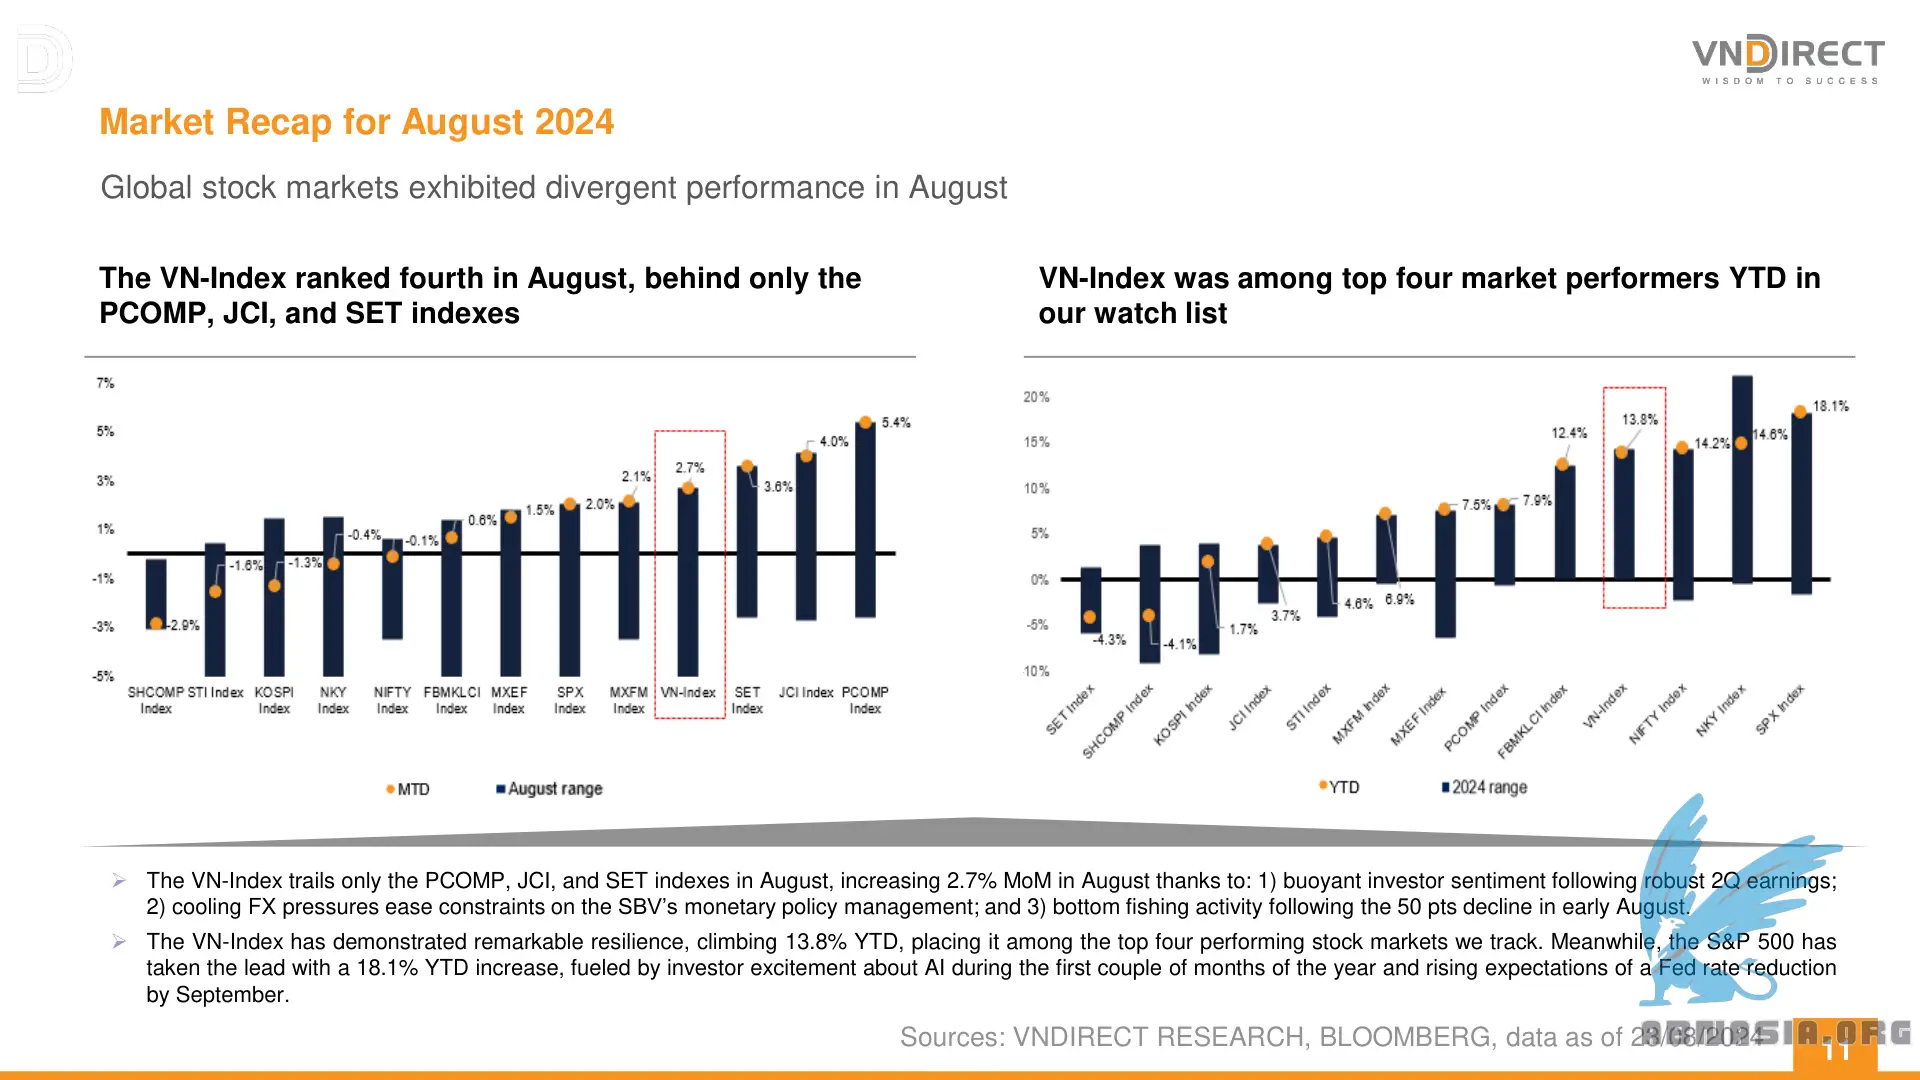 VNDIRECT
WISDOM TO SUCCESS
Market Recap for August 2024
Global stock markets exhibited divergent performance in August
The VN-Index ranked fourth in August, behind only the
PCOMP, JCI, and SET indexes
7%
5%
3%
1%
-1%
-3%
-5%
-2.9%
-1.6%
-1.3%
-0.4%
-0.1%
0.6%
1.5%
2.0%
2.1%
2.7%
3.6%
4.0%
5.4%
SHCOMP Index
STI Index
KOSPI Index
NKY Index
NIFTY Index
FBMKLCI Index
MXEF Index
SPX Index
MXFM Index
VN-Index
SET Index
JCI Index
PCOMP Index
MTD
August range
VN-Index was among top four market performers YTD in
our watch list
20%
15%
10%
5%
0%
-5%
10%
-4.3%
-4.1%
1.7%
3.7%
4.6%
6.9%
7.5%
7.9%
12.4%
13.8%
14.2%
14.6%
18.1%
SET Index
SHCOMP Index
KOSPI Index
JCI Index
STI Index
MXFM Index
MXEF Index
PCOMP Index
FBMKLCI Index
VN-Index
NIFTY Index
NKY Index
SPX Index
YTD
2024 range
The VN-Index trails only the PCOMP, JCI, and SET indexes in August, increasing 2.7% MoM in August thanks to: 1) buoyant investor sentiment following robust 2Q earnings;
2) cooling FX pressures ease constraints on the SBV's monetary policy management; and 3) bottom fishing activity following the 50 pts decline in early August.
The VN-Index has demonstrated remarkable resilience, climbing 13.8% YTD, placing it among the top four performing stock markets we track. Meanwhile, the S&P 500 has
taken the lead with a 18.1% YTD increase, fueled by investor excitement about AI during the first couple of months of the year and rising expectations of a Fed rate reduction
by September.
Sources: VNDIRECT RESEARCH, BLOOMBERG, data as of 23/08/2024
11